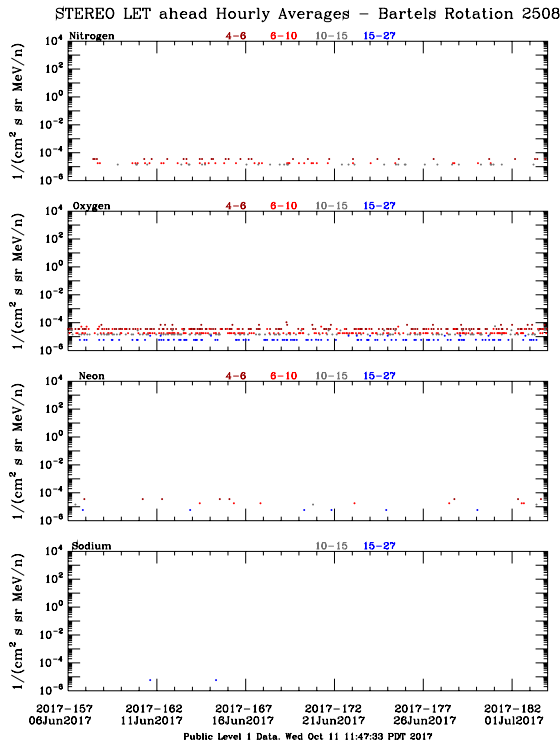 STEREO LET ahead Hourly Averages – Bartels Rotation 2508
Nitrogen 4-6 6-10 10-15 15-27
10^4
10^2
10^0
10^-2
10^-4
10^-6
1/(cm^2 s sr MeV/n)
Oxygen 4-6 6-10 10-15 15-27
10^4
10^2
10^0
10^-2
10^-4
10^-6
1/(cm^2 s sr MeV/n)
Neon 4-6 6-10 10-15 15-27
10^4
10^2
10^0
10^-2
10^-4
10^-6
1/(cm^2 s sr MeV/n)
Sodium 10-15 15-27
10^4
10^2
10^0
10^-2
10^-4
10^-6
1/(cm^2 s sr MeV/n)
2017-157 2017-162 2017-167 2017-172 2017-177 2017-182
06Jun2017 11Jun2017 16Jun2017 21Jun2017 26Jun2017 01Jul2017
Public Level 1 Data, Wed Oct 11 11:47:33 PDT 2017